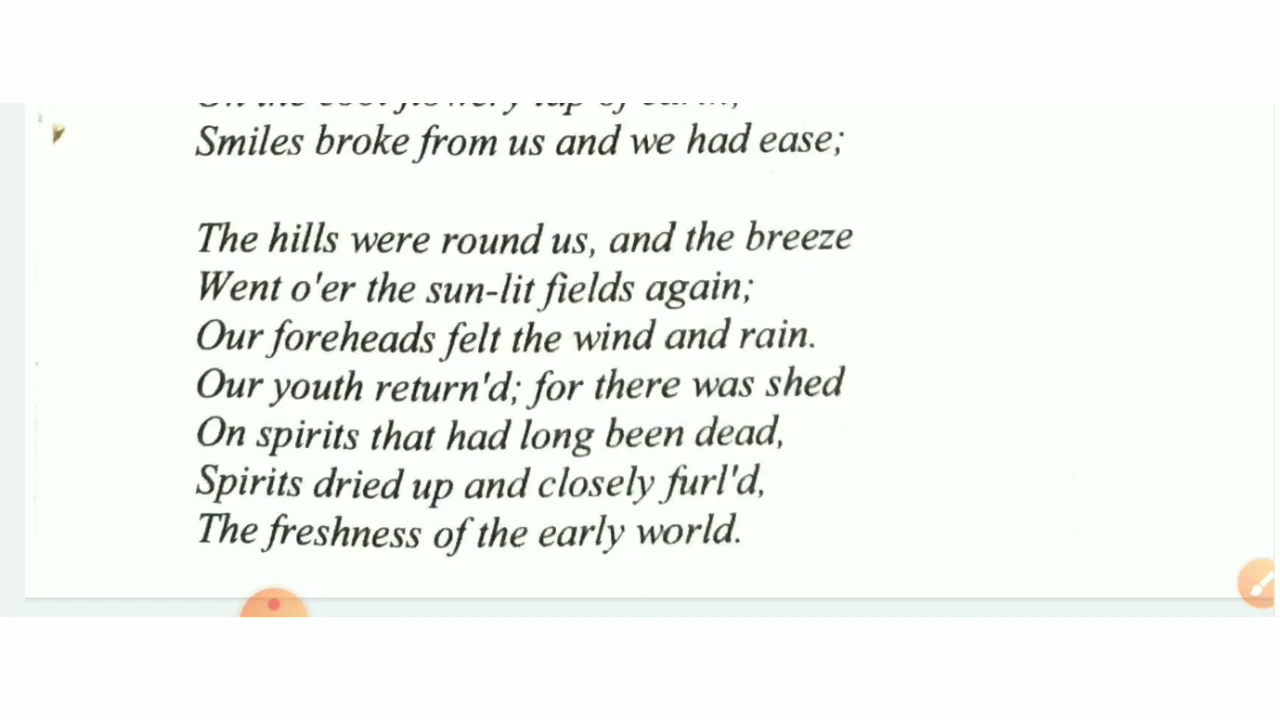 Smiles broke from us and we had ease;
The hills were round us, and the breeze
Went o'er the sun-lit fields again;
Our foreheads felt the wind and rain.
Our youth return'd; for there was shed
On spirits that had long been dead,
Spirits dried up and closely furl'd,
The freshness of the early world.